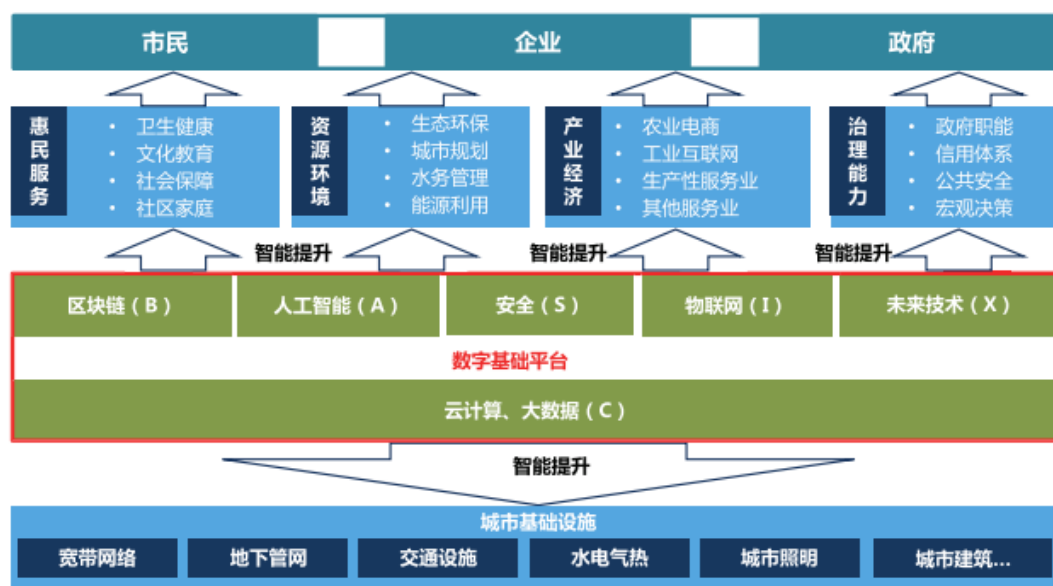 市民
企业
政府
惠民服务
• 卫生健康
• 文化教育
• 社会保障
• 社区家庭
资源环境
• 生态环保
• 城市规划
• 水务管理
• 能源利用
产业经济
• 农业电商
• 工业互联网
• 生产性服务业
• 其他服务业
治理能力
• 政府职能
• 信用体系
• 公共安全
• 宏观决策
智能提升
智能提升
智能提升
区块链（B）
人工智能（A）
安全（S）
物联网（I）
未来技术（X）
数字基础平台
云计算、大数据（C）
智能提升
城市基础设施
宽带网络
地下管网
交通设施
水电气热
城市照明
城市建筑...